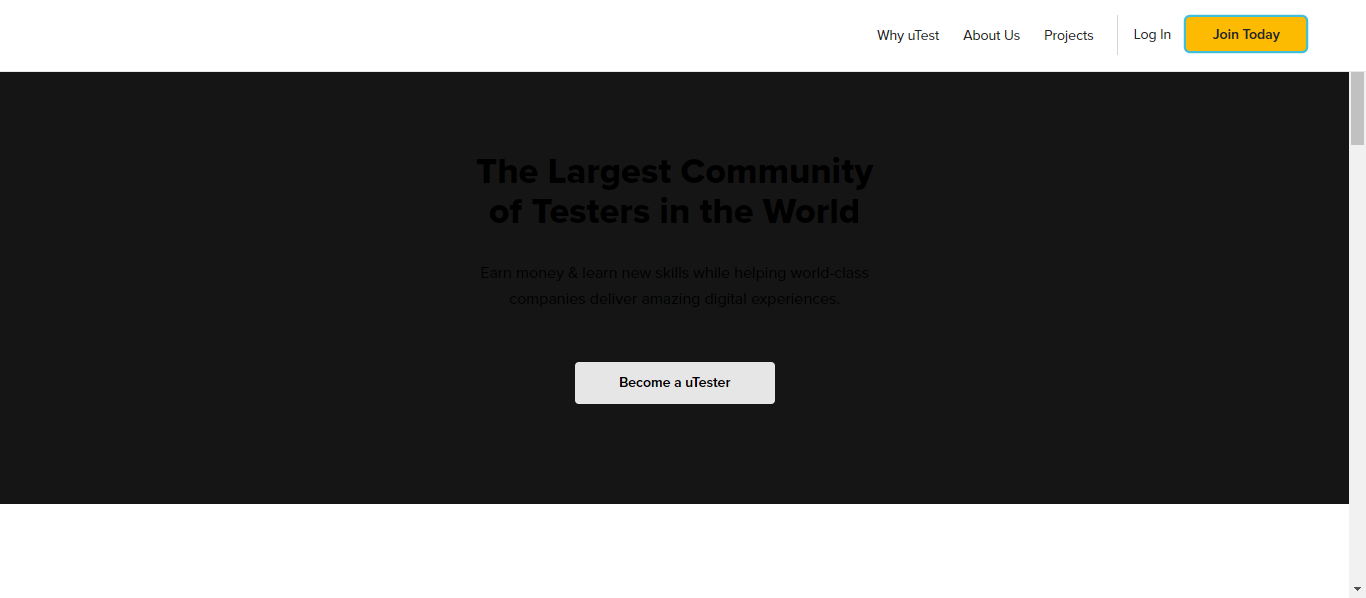 Why uTest
About Us
Projects
Log In
Join Today
The Largest Community
of Testers in the World
Earn money & learn new skills while helping world-class
companies deliver amazing digital experiences.
Become a uTester